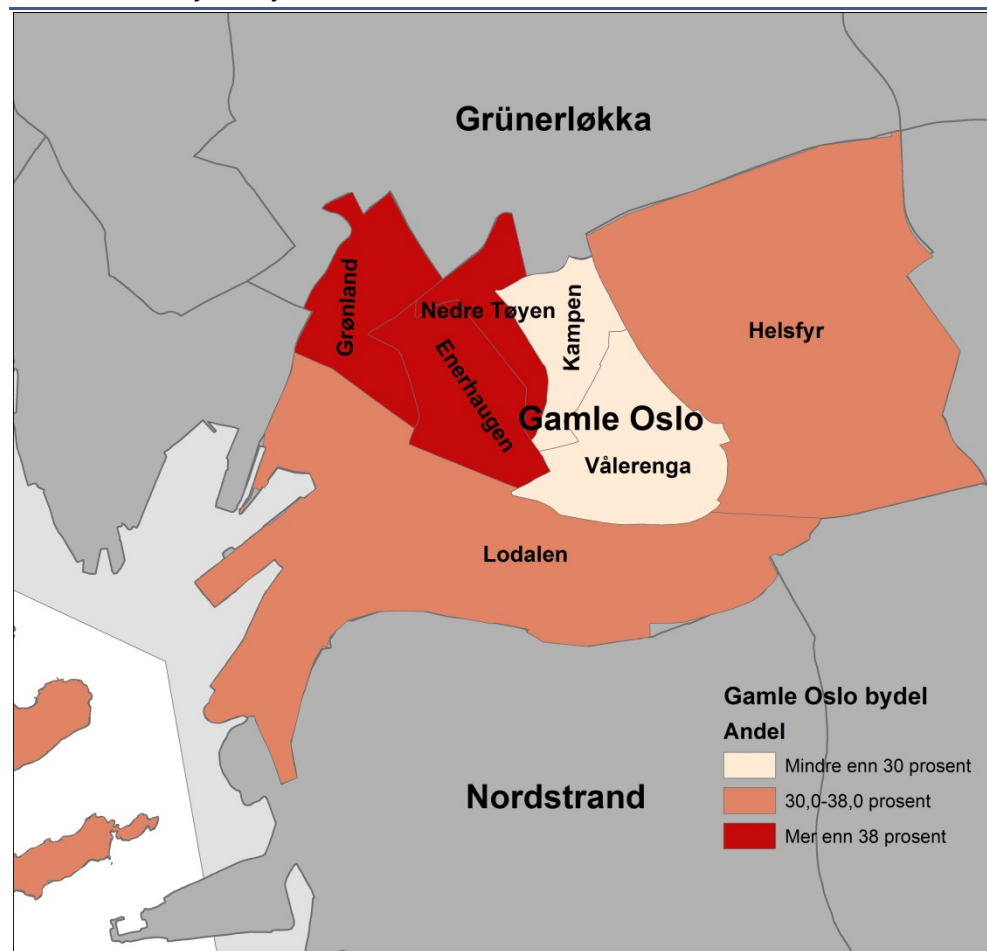 Grünerløkka
Grønland
Nedre Tøyen
Kampen
Helsfyr
Enerhaugen
Gamle Oslo
Vålerenga
Lodalen
Nordstrand
Gamle Oslo bydel
Andel
Mindre enn 30 prosent
30,0-38,0 prosent
Mer enn 38 prosent